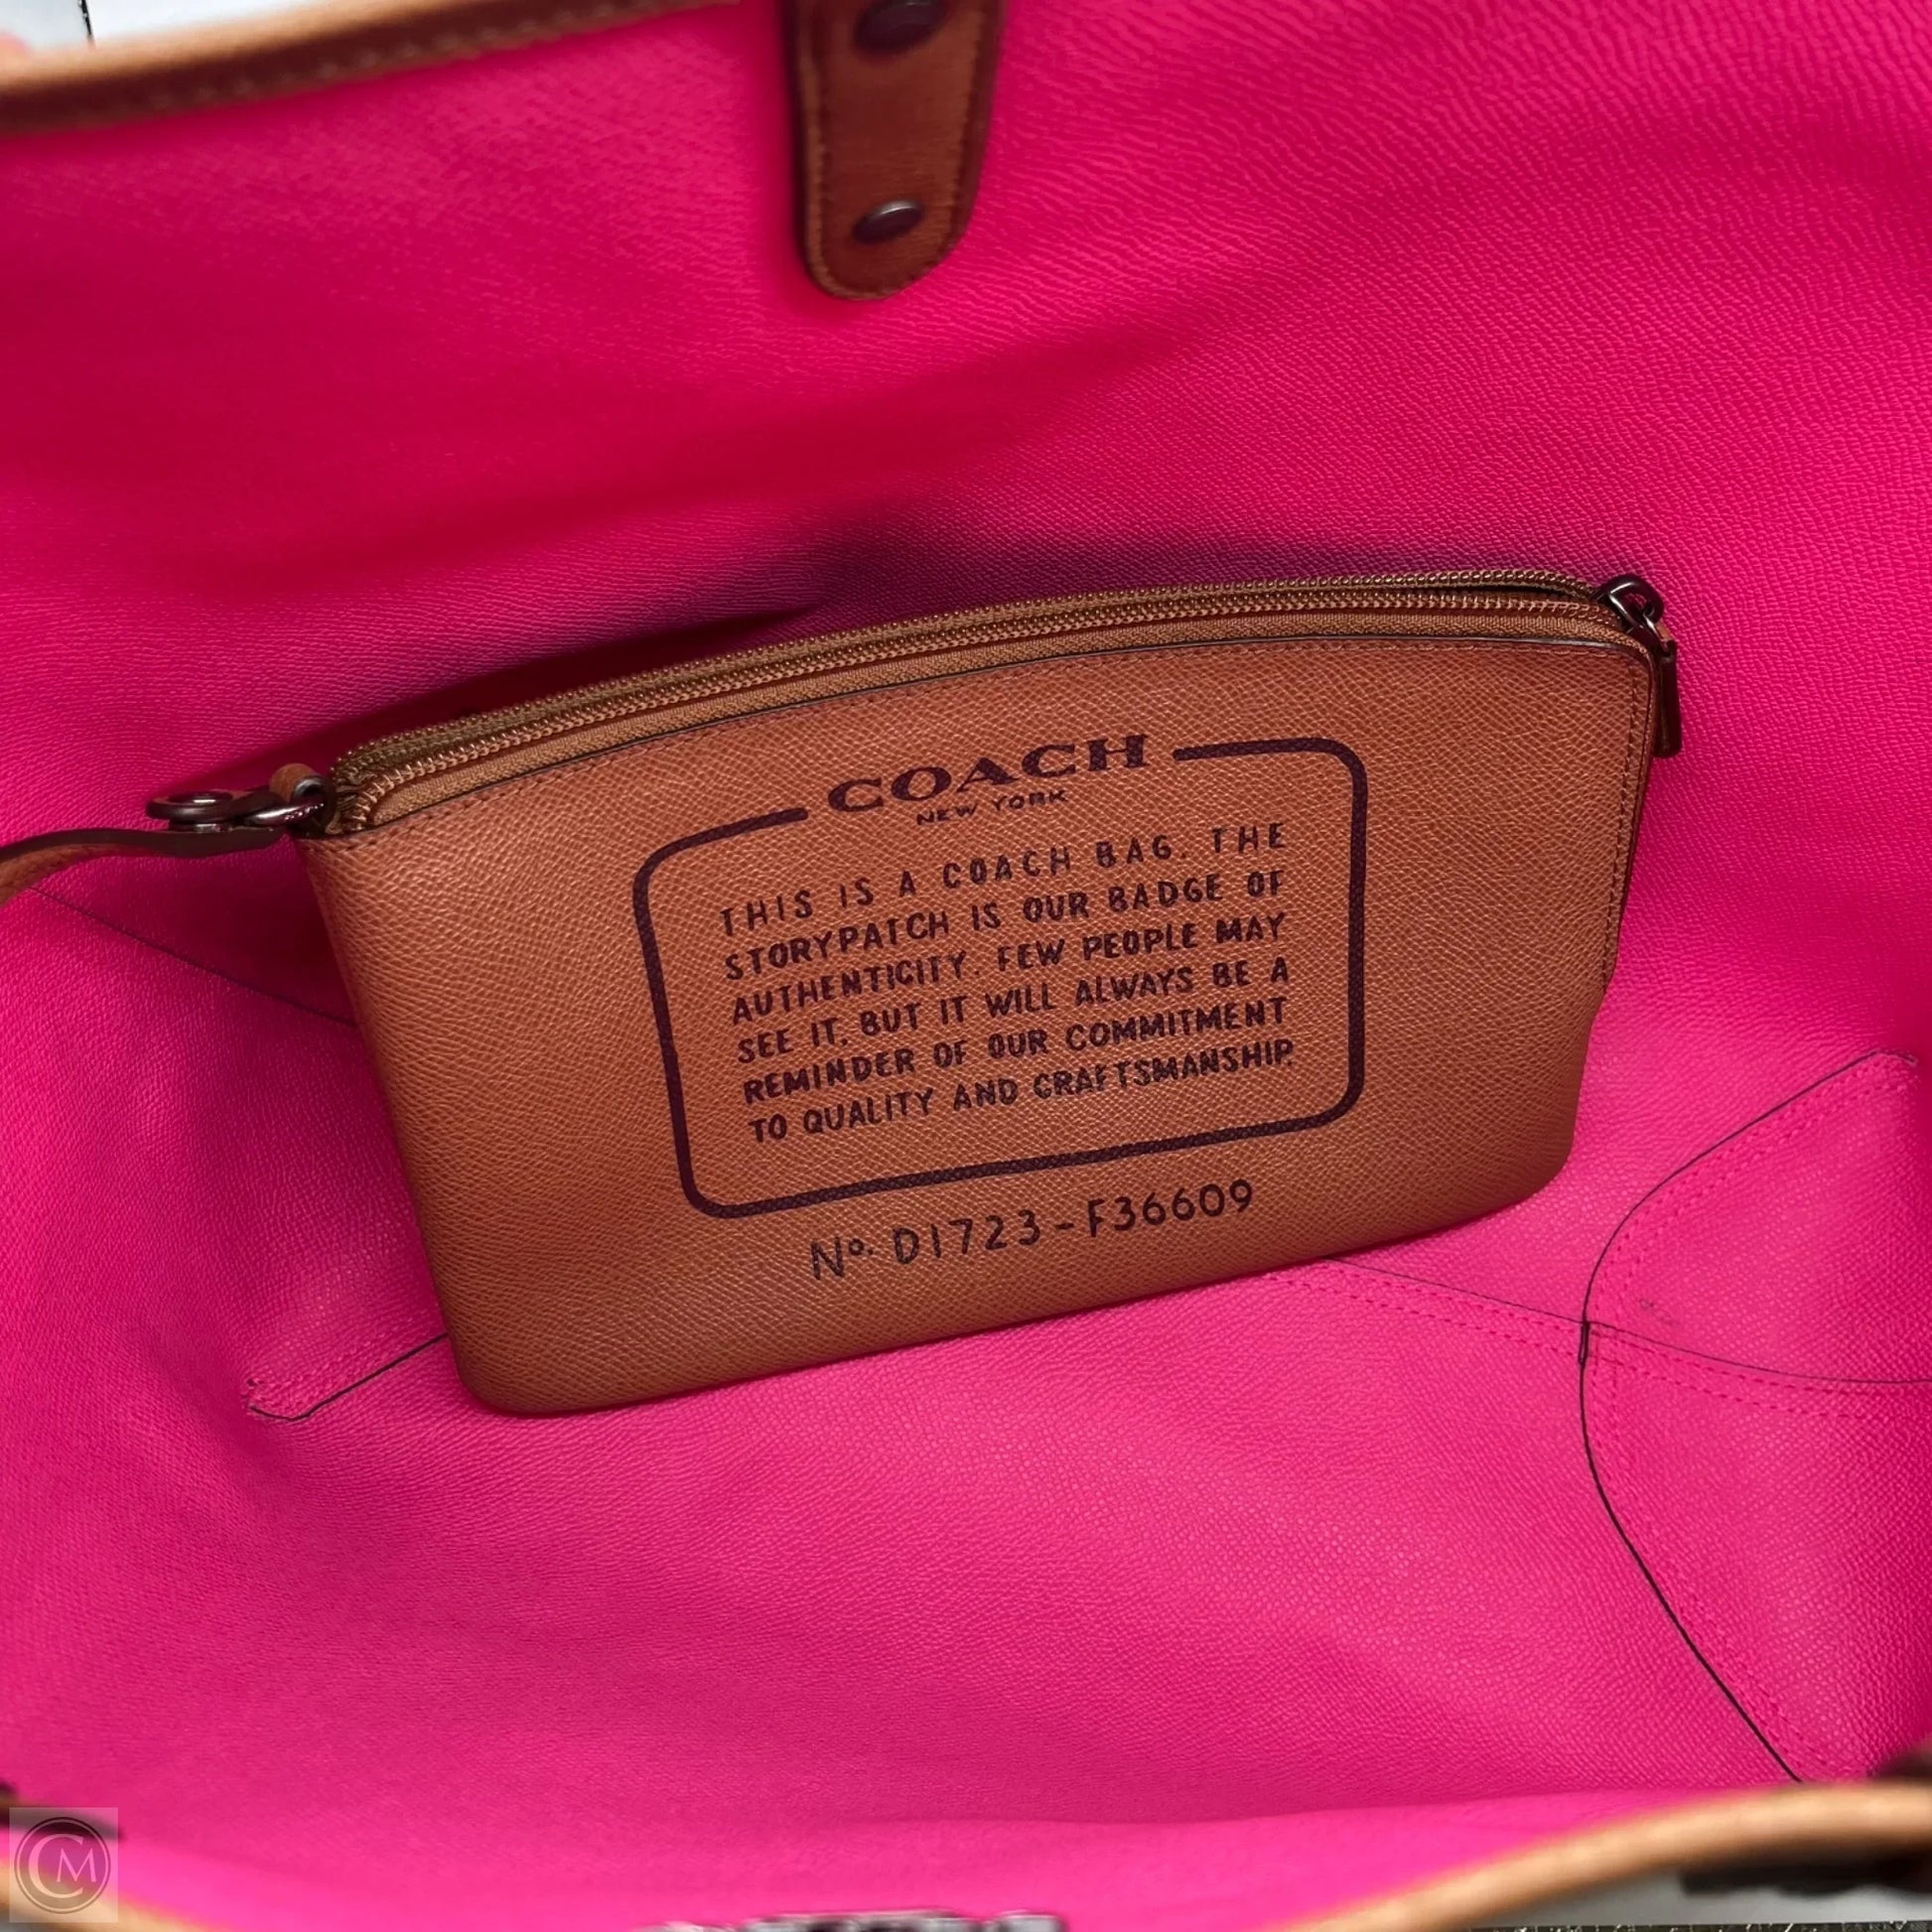 COACH
NEW YORK
THIS IS A COACH BAG. THE
STORYPATCH IS OUR BADGE OF
AUTHENTICITY. FEW PEOPLE MAY
SEE IT. BUT IT WILL ALWAYS BE A
REMINDER OF OUR COMMITMENT
TO QUALITY AND CRAFTSMANSHIP.
Nº. D1723-F36609
CM